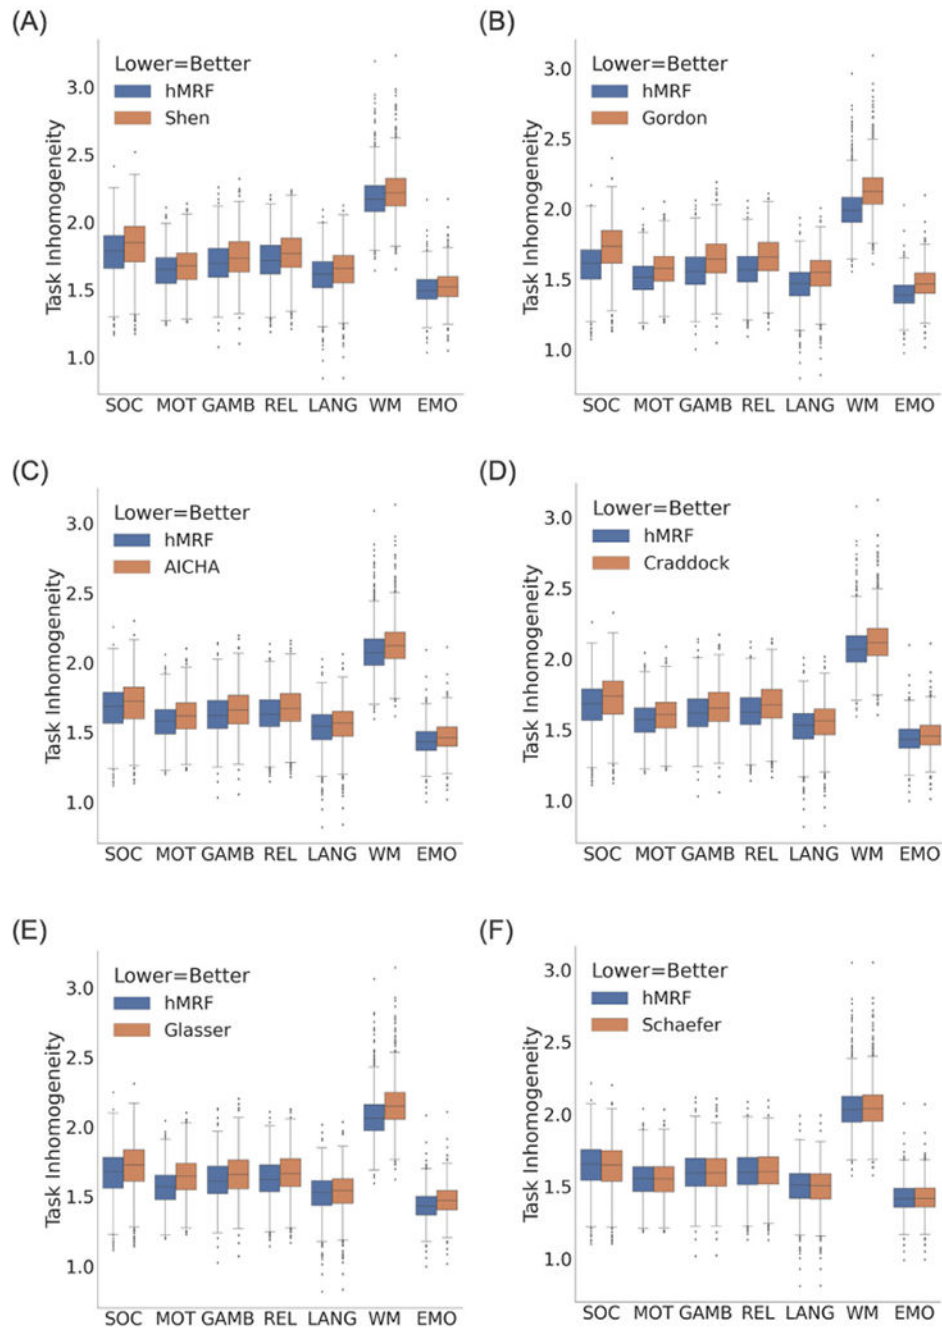 (A)
Lower=Better
hMRF
Shen
Task Inhomogeneity
3.0
2.5
2.0
1.5
1.0
SOC MOT GAMB REL LANG WM EMO
(B)
Lower=Better
hMRF
Gordon
Task Inhomogeneity
3.0
2.5
2.0
1.5
1.0
SOC MOT GAMB REL LANG WM EMO
(C)
Lower=Better
hMRF
AICHA
Task Inhomogeneity
3.0
2.5
2.0
1.5
1.0
SOC MOT GAMB REL LANG WM EMO
(D)
Lower=Better
hMRF
Craddock
Task Inhomogeneity
3.0
2.5
2.0
1.5
1.0
SOC MOT GAMB REL LANG WM EMO
(E)
Lower=Better
hMRF
Glasser
Task Inhomogeneity
3.0
2.5
2.0
1.5
1.0
SOC MOT GAMB REL LANG WM EMO
(F)
Lower=Better
hMRF
Schaefer
Task Inhomogeneity
3.0
2.5
2.0
1.5
1.0
SOC MOT GAMB REL LANG WM EMO